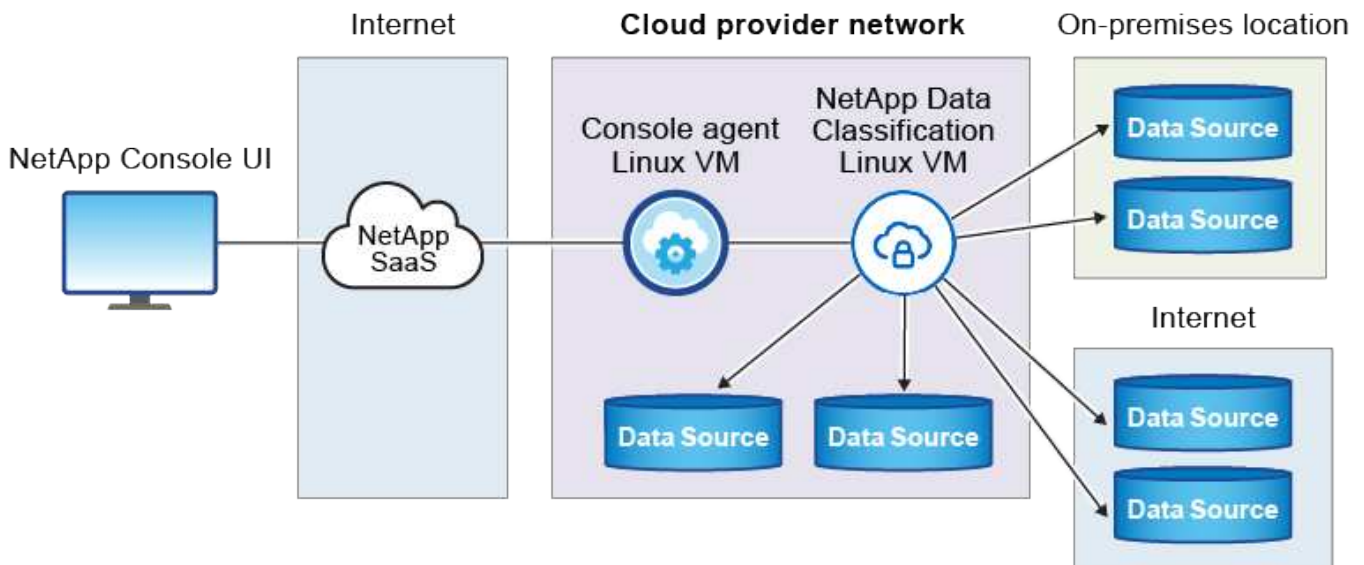 Internet
Cloud provider network
On-premises location
NetApp Console UI
NetApp
SaaS
Console agent
Linux VM
NetApp Data
Classification
Linux VM
Data Source
Data Source
Data Source
Data Source
Internet
Data Source
Data Source